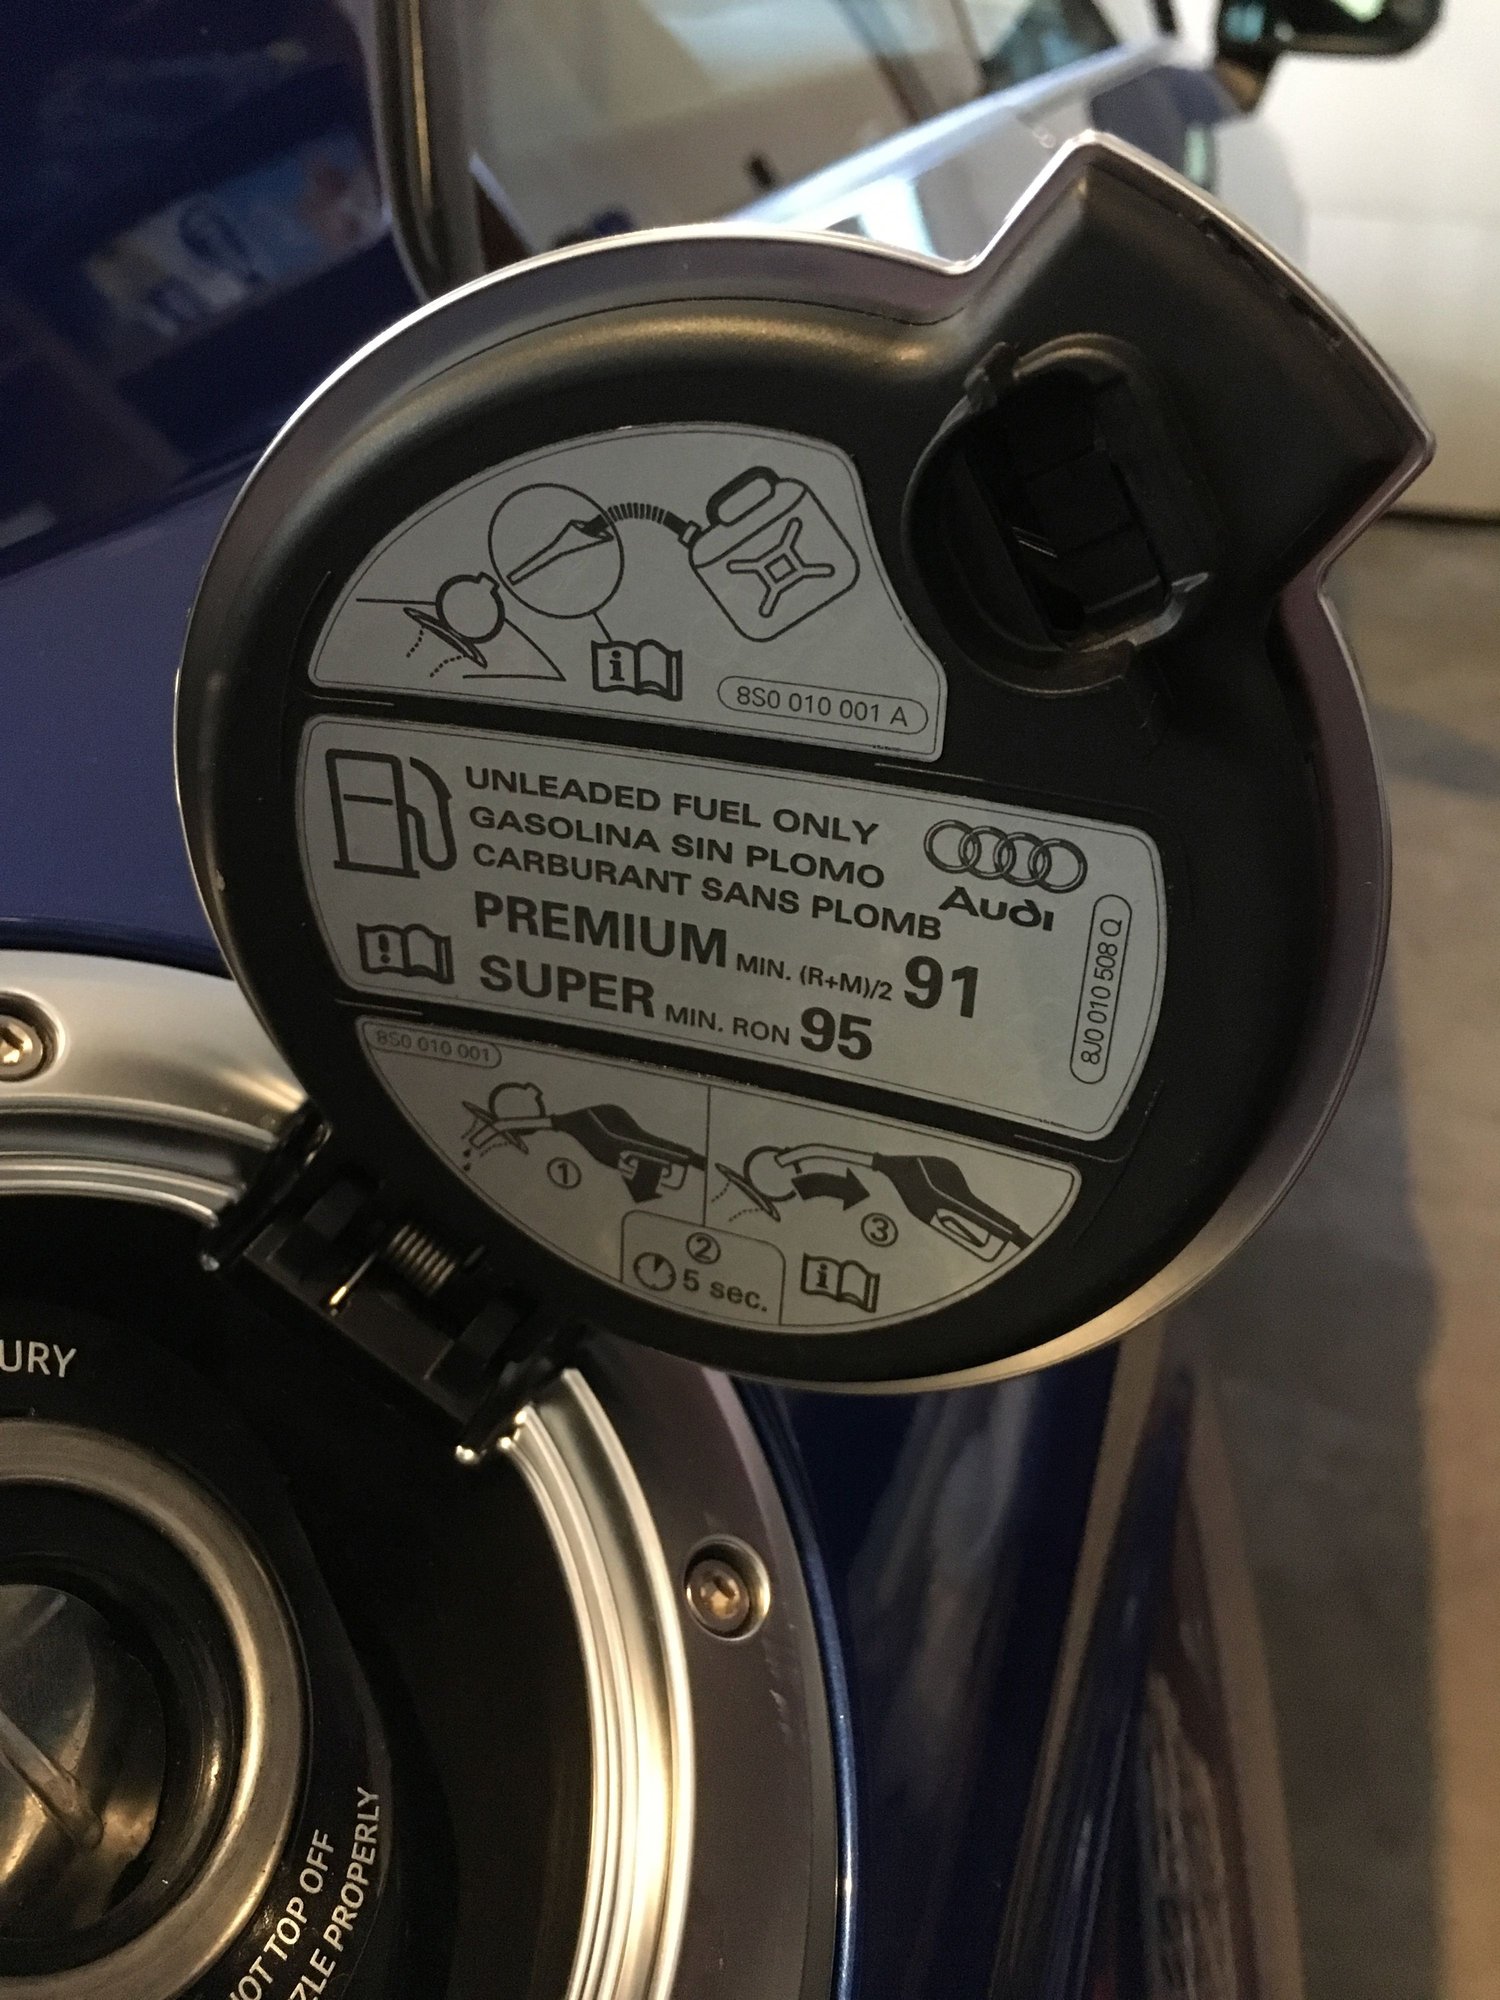 8S0 010 001 A
UNLEADED FUEL ONLY
GASOLINA SIN PLOMO
CARBURANT SANS PLOMB
PREMIUM MIN. (R+M)/2 91
SUPER MIN. RON 95
Audi
8J0 010 508 Q
8S0 010 001
1
2
5 sec.
3
URY
OT TOP OFF
ZLE PROPERLY